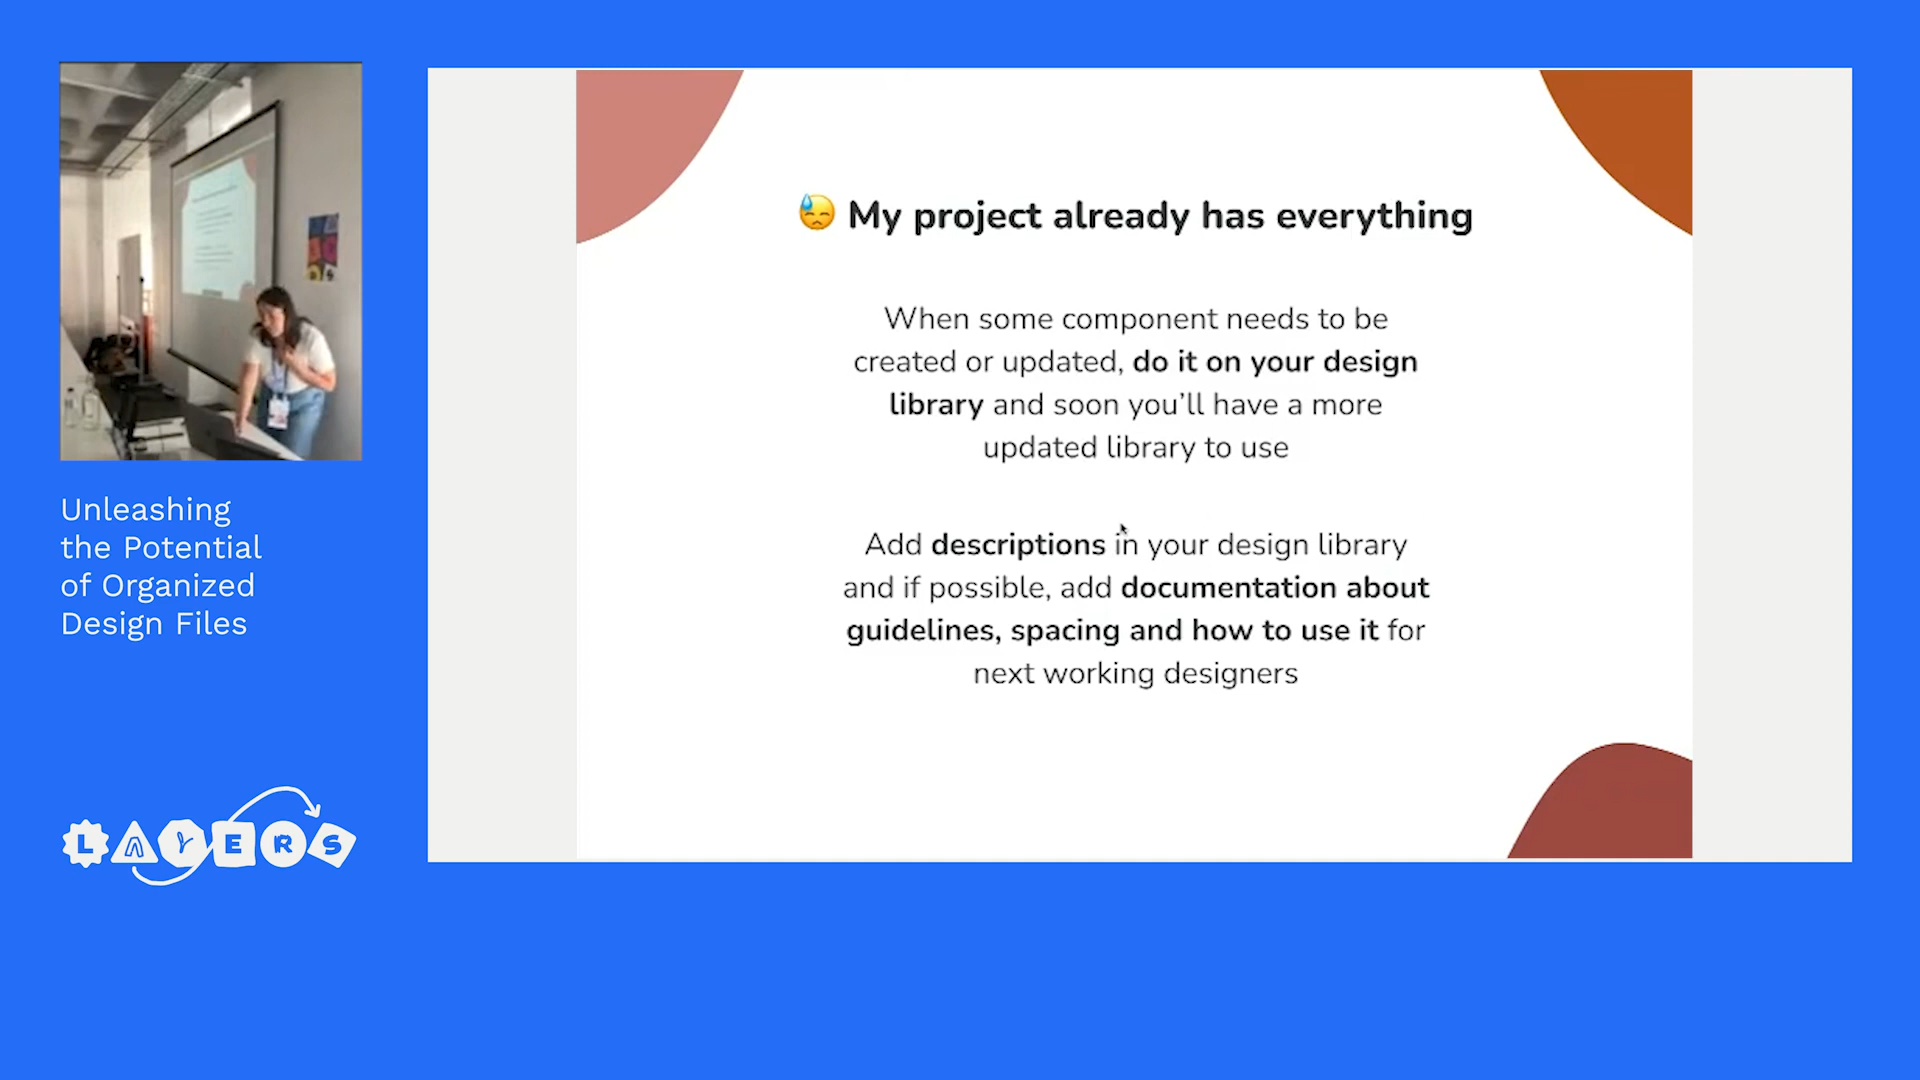 Unleashing
the Potential
of Organized
Design Files
LAYERS
😓 My project already has everything
When some component needs to be
created or updated, do it on your design
library and soon you’ll have a more
updated library to use
Add descriptions in your design library
and if possible, add documentation about
guidelines, spacing and how to use it for
next working designers